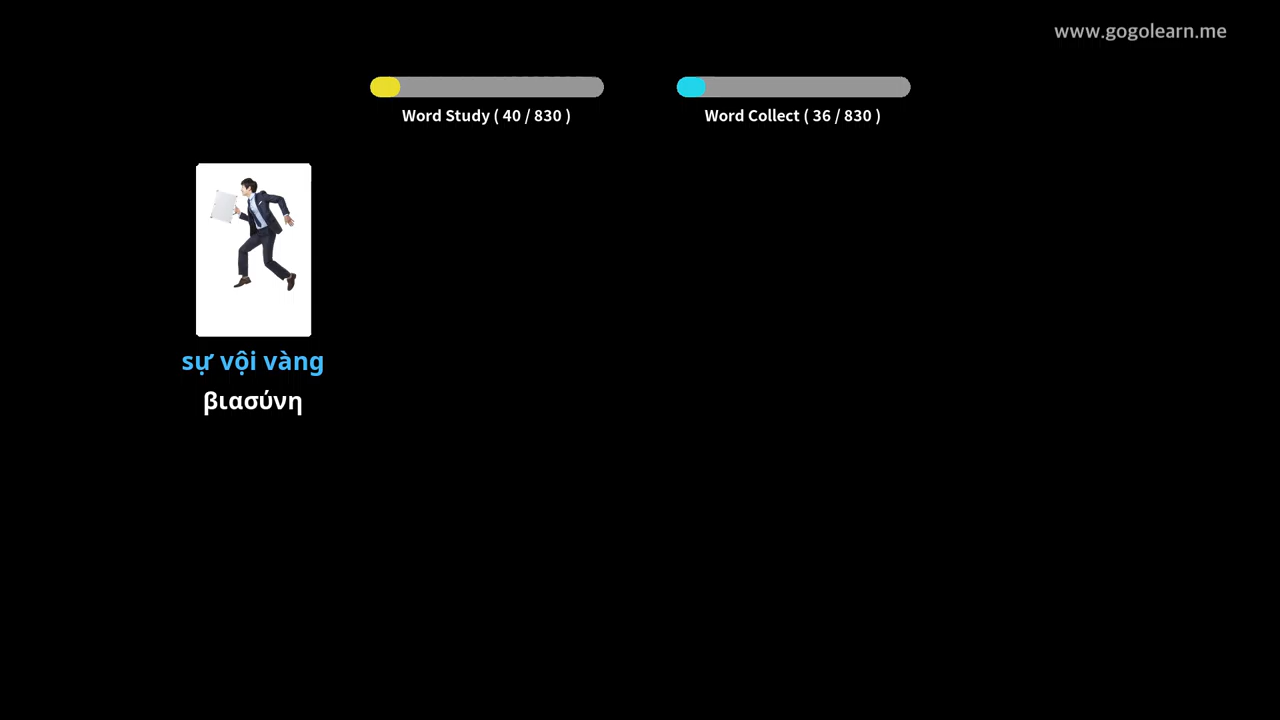 www.gogolearn.me
Word Study ( 40 / 830 )
Word Collect ( 36 / 830 )
sự vội vàng
βιασύνη